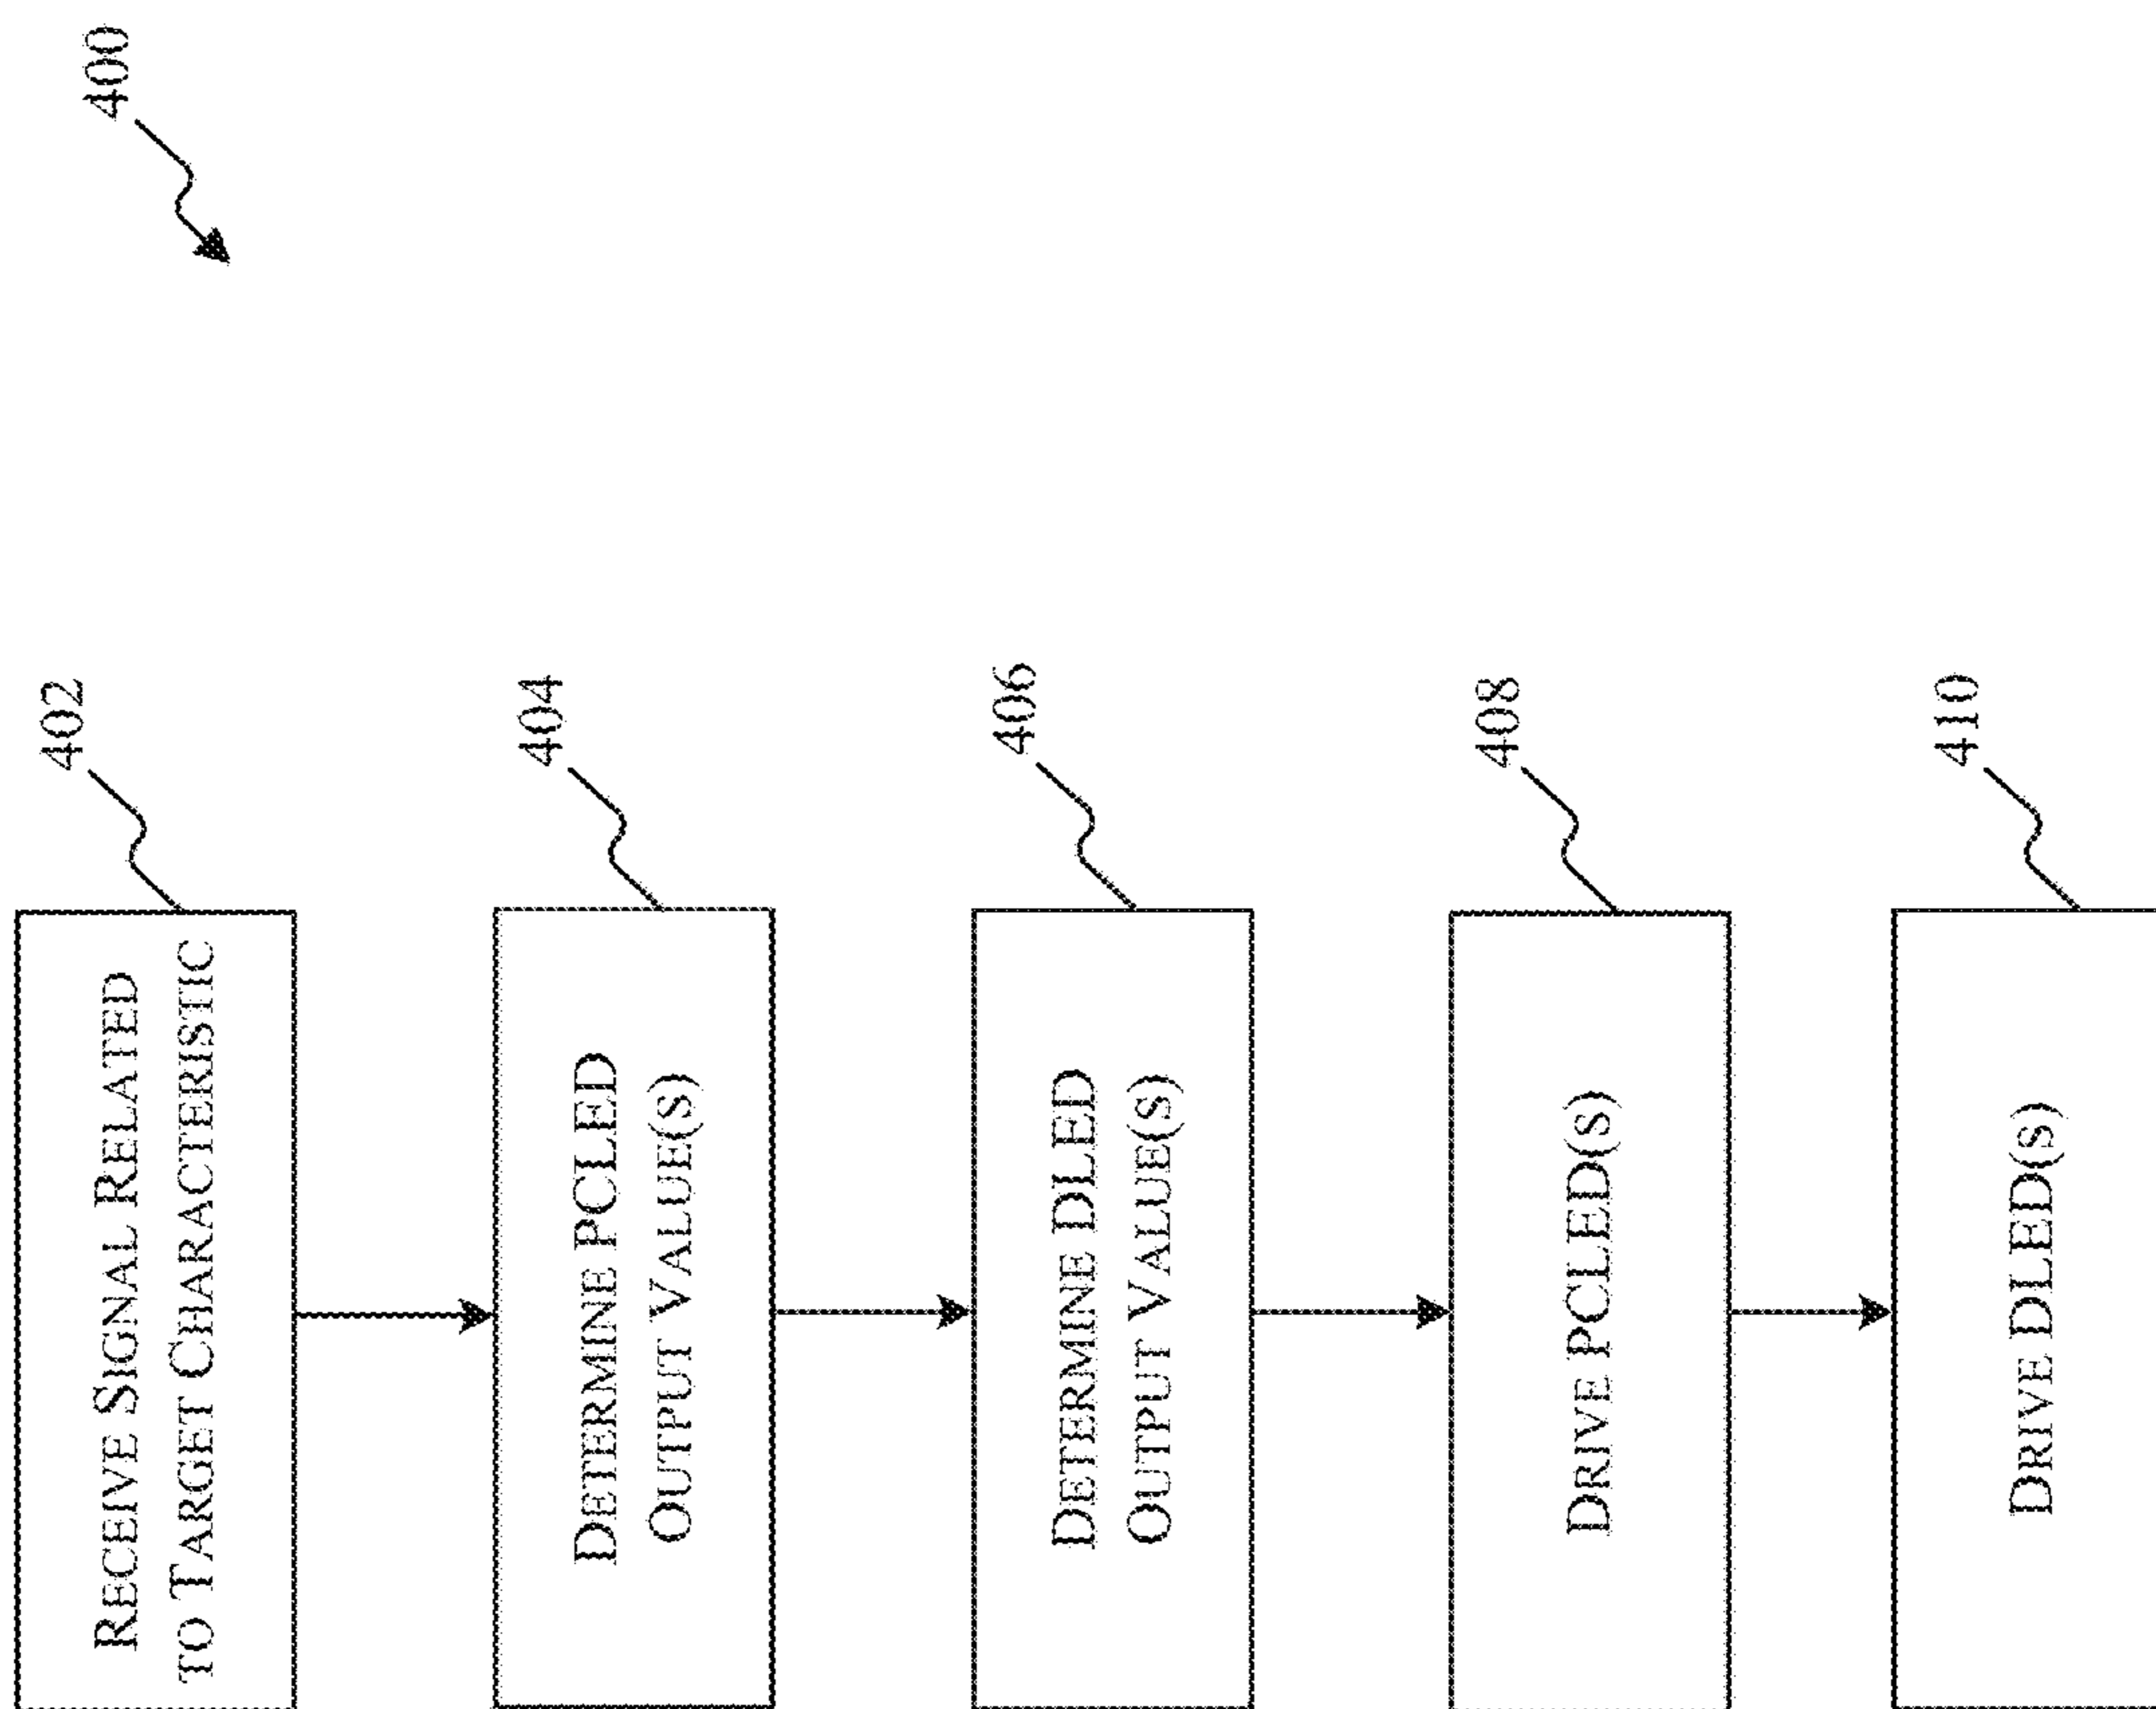 400
402
RECEIVE SIGNAL RELATED
TO TARGET CHARACTERISTIC
404
DETERMINE PCLED
OUTPUT VALUE(S)
406
DETERMINE DLED
OUTPUT VALUE(S)
408
DRIVE PCLED(S)
410
DRIVE DLED(S)